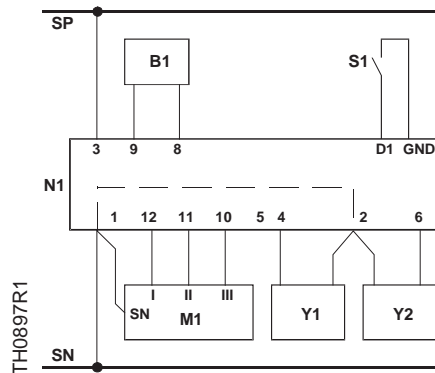 SP
B1
S1
3 9 8 D1 GND
N1
1 12 11 10 5 4 2 6
I II III
SN M1 Y1 Y2
SN
TH0897R1